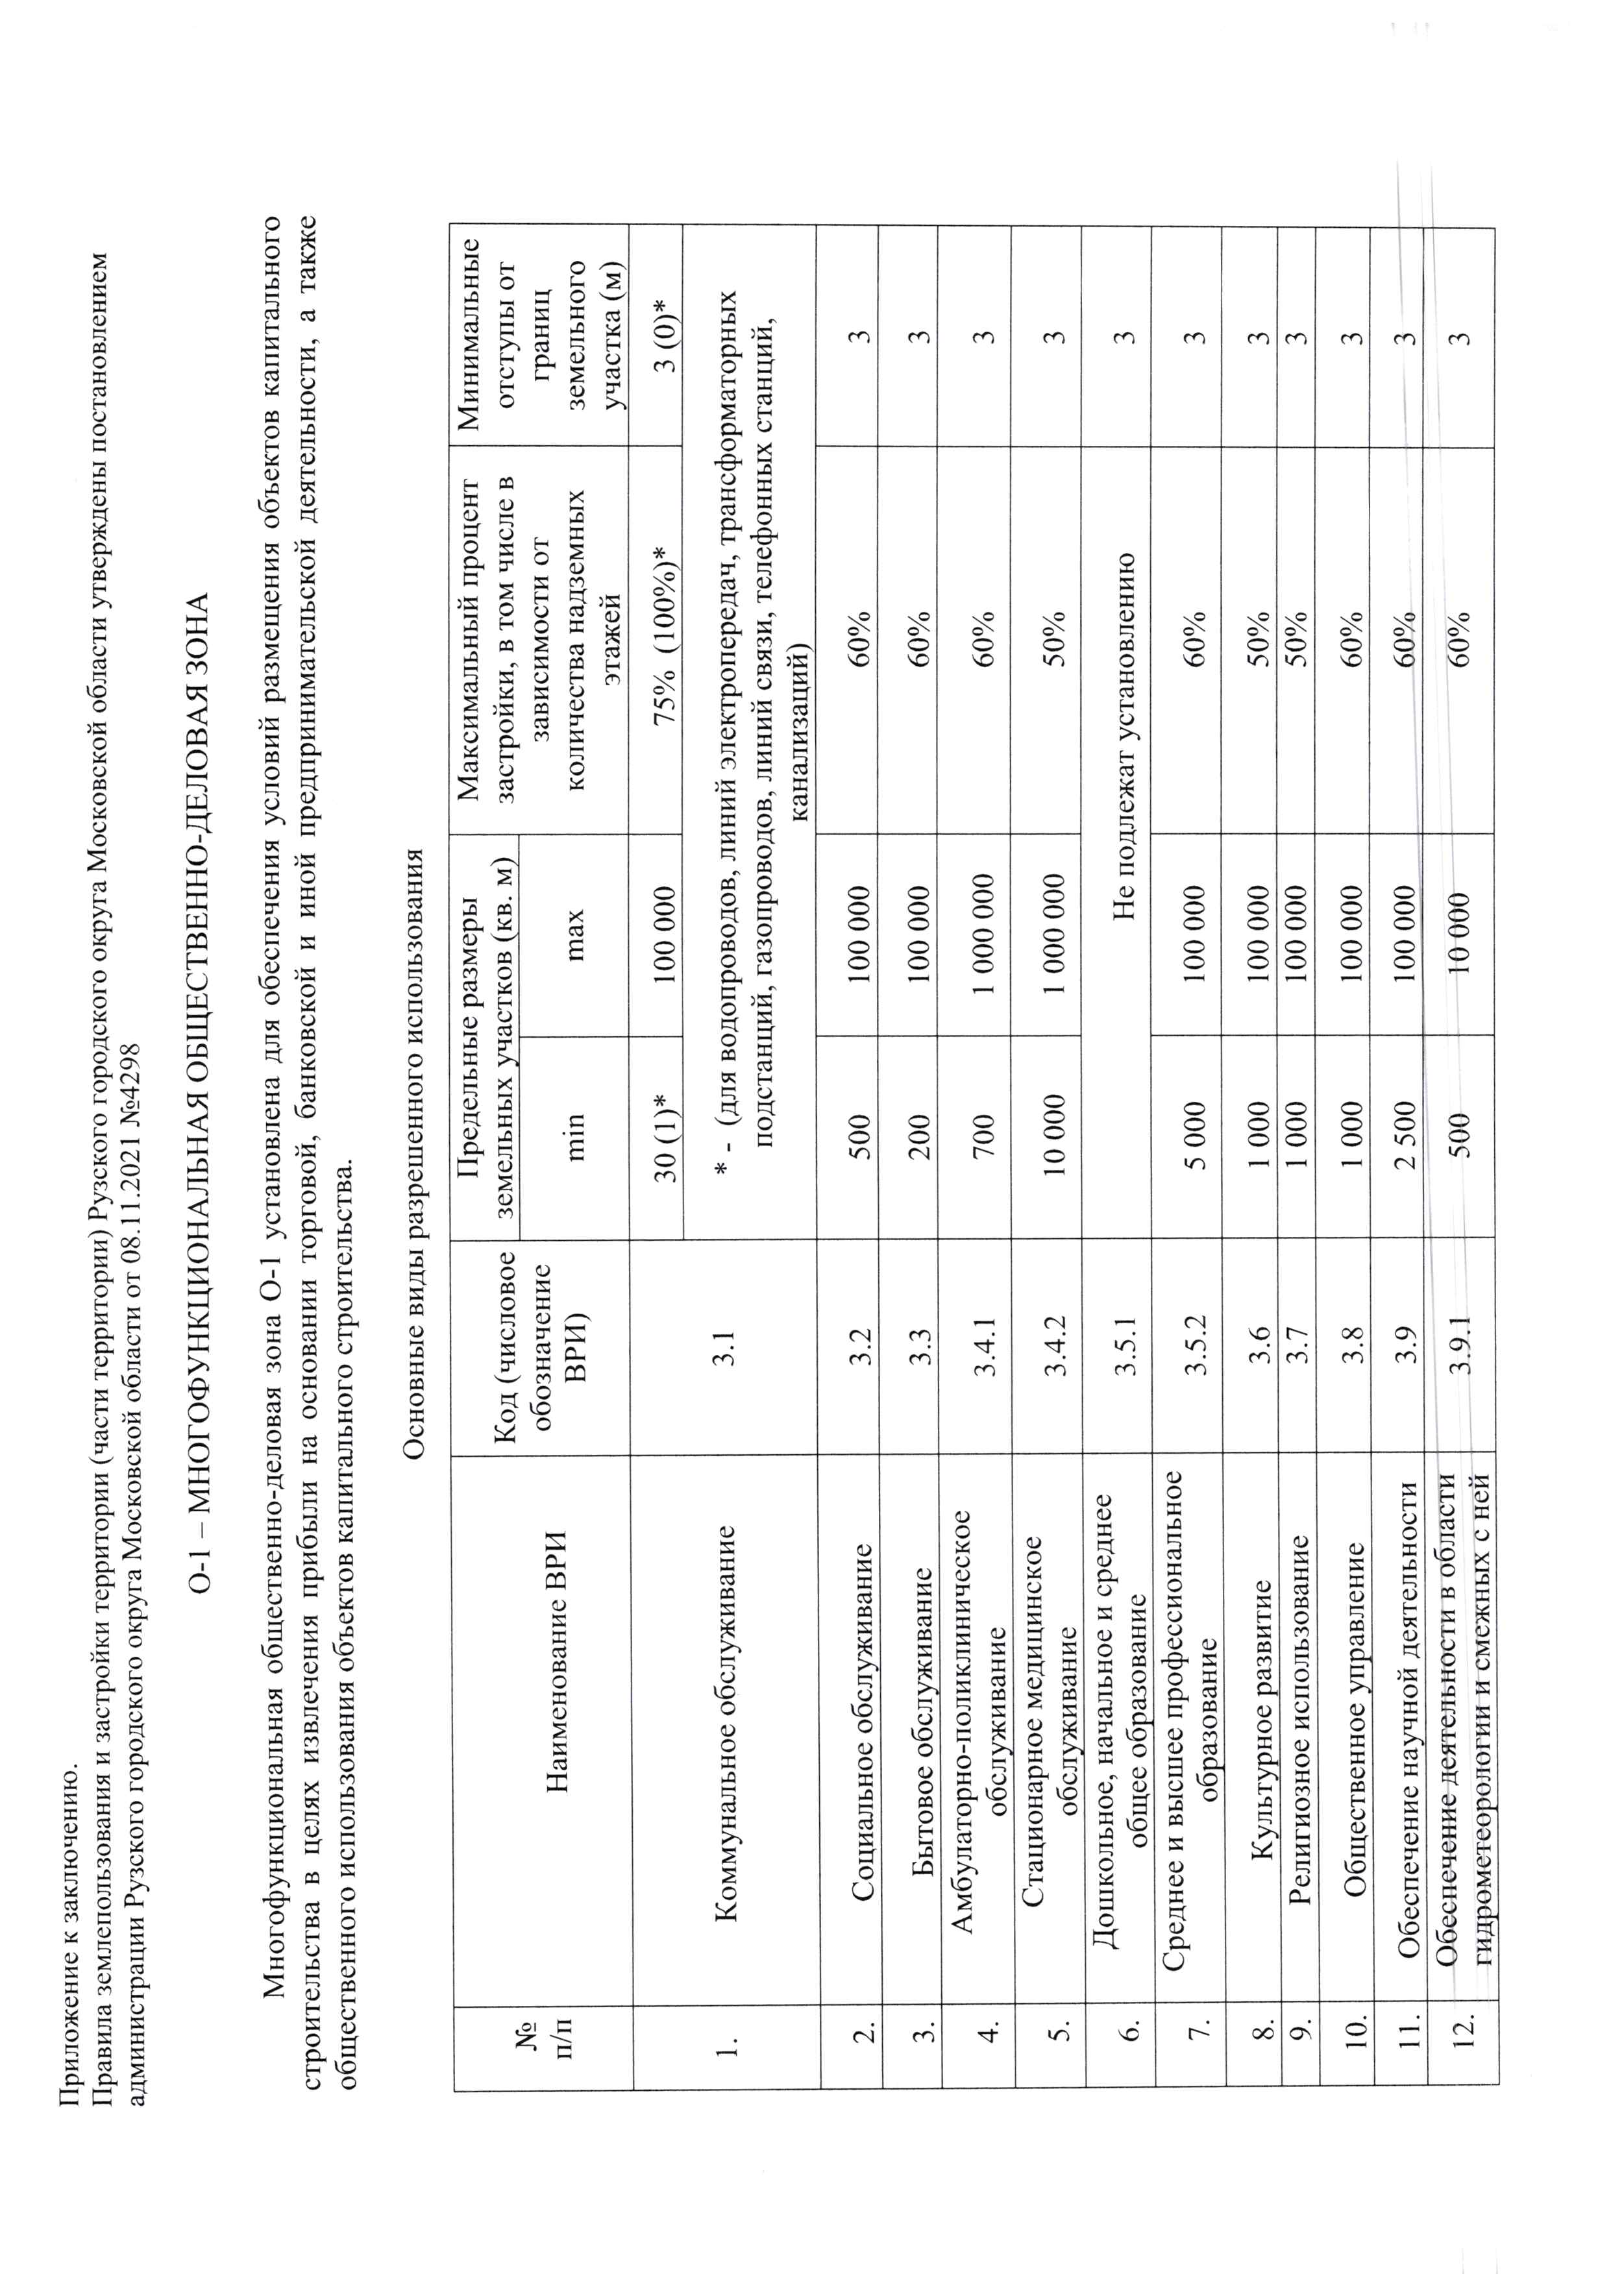 Приложение к заключению.
Правила землепользования и застройки территории (части территории) Рузского городского округа Московской области утверждены постановлением
администрации Рузского городского округа Московской области от 08.11.2021 №4298
О-1 – МНОГОФУНКЦИОНАЛЬНАЯ ОБЩЕСТВЕННО-ДЕЛОВАЯ ЗОНА
Многофункциональная общественно-деловая зона О-1 установлена для обеспечения условий размещения объектов капитального
строительства в целях извлечения прибыли на основании торговой, банковской и иной предпринимательской деятельности, а также
общественного использования объектов капитального строительства.
Основные виды разрешенного использования
№
п/п
Наименование ВРИ
Код (числовое
обозначение
ВРИ)
Предельные размеры
земельных участков (кв. м)
min
max
Максимальный процент
застройки, в том числе в
зависимости от
количества надземных
этажей
Минимальные
отступы от
границ
земельного
участка (м)
1. Коммунальное обслуживание 3.1 30 (1)* 100 000 75% (100%)* 3 (0)*
* - (для водопроводов, линий электропередач, трансформаторных
подстанций, газопроводов, линий связи, телефонных станций,
канализаций)
2. Социальное обслуживание 3.2 500 100 000 60% 3
3. Бытовое обслуживание 3.3 200 100 000 60% 3
4. Амбулаторно-поликлиническое
обслуживание 3.4.1 700 1 000 000 60% 3
5. Стационарное медицинское
обслуживание 3.4.2 10 000 1 000 000 50% 3
6. Дошкольное, начальное и среднее
общее образование 3.5.1 Не подлежат установлению 3
7. Среднее и высшее профессиональное
образование 3.5.2 5 000 100 000 60% 3
8. Культурное развитие 3.6 1 000 100 000 50% 3
9. Религиозное использование 3.7 1 000 100 000 50% 3
10. Общественное управление 3.8 1 000 100 000 60% 3
11. Обеспечение научной деятельности 3.9 2 500 100 000 60% 3
12. Обеспечение деятельности в области
гидрометеорологии и смежных с ней 3.9.1 500 10 000 60% 3